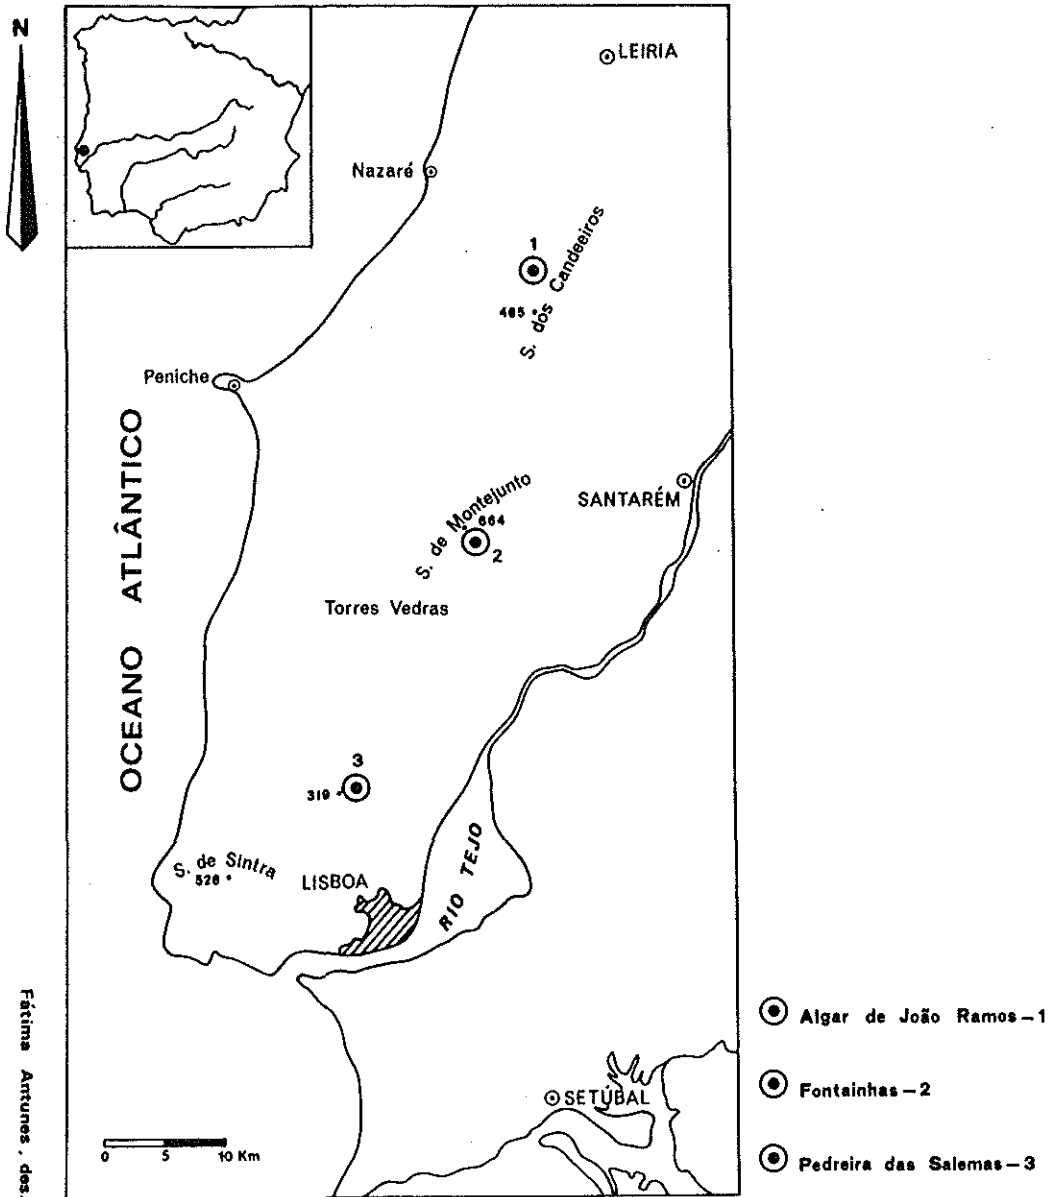 N
LEIRIA
Nazaré
1
S. dos Candeeiros
465
Peniche
OCEANO ATLÂNTICO
S. de Montejunto
664
2
SANTARÉM
Torres Vedras
3
319
S. de Sintra
526
LISBOA
RIO TEJO
SETÚBAL
0 5 10 Km
Algar de João Ramos – 1
Fontainhas – 2
Pedreira das Salemas – 3
Fátima Antunes, des.